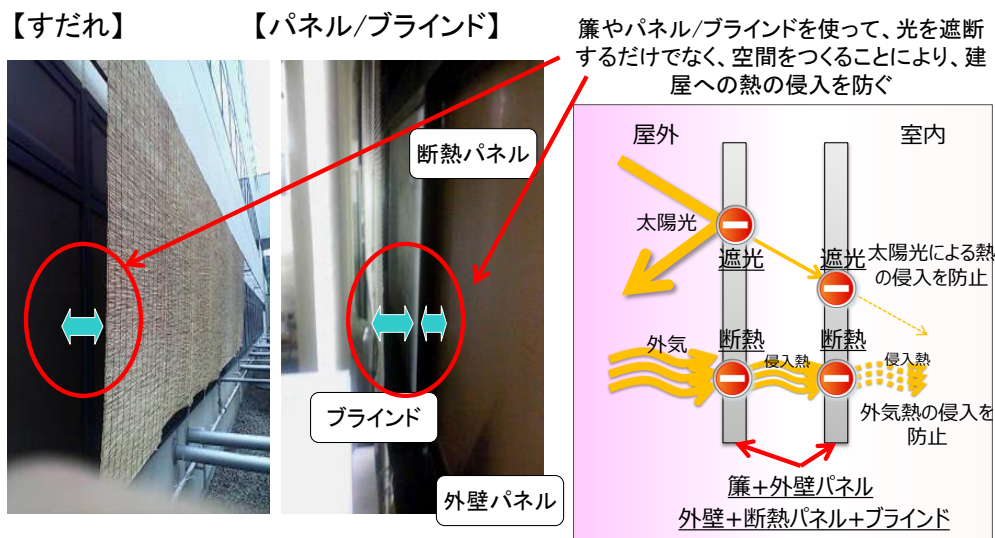 【すだれ】
【パネル/ブラインド】
簾やパネル/ブラインドを使って、光を遮断
するだけでなく、空間をつくることにより、建
屋への熱の侵入を防ぐ
断熱パネル
ブラインド
外壁パネル
屋外
室内
太陽光
遮光
遮光
太陽光による熱
の侵入を防止
外気
断熱
侵入熱
断熱
侵入熱
外気熱の侵入を
防止
簾+外壁パネル
外壁+断熱パネル+ブラインド